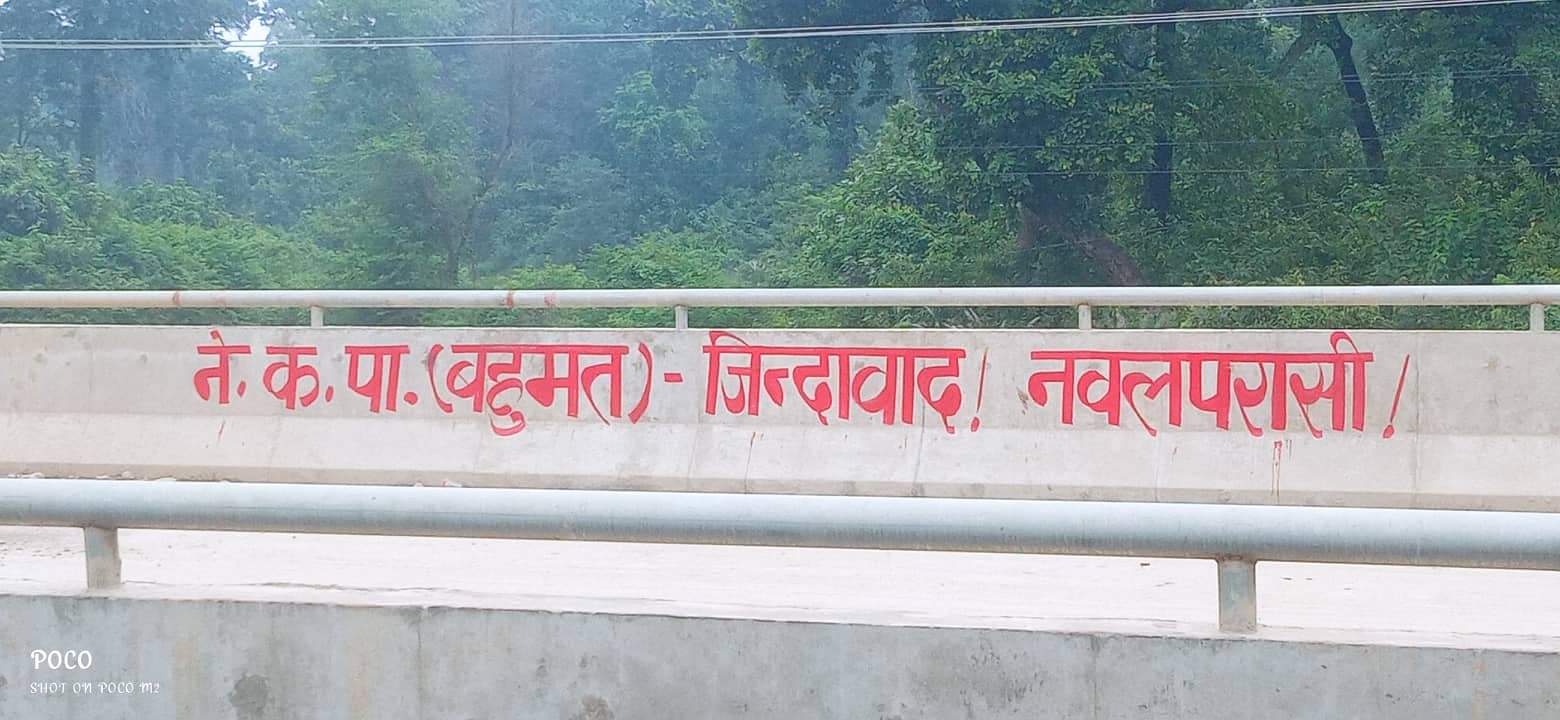 ने. क. पा. (बहुमत) - जिन्दावाद! नवलपरासी!
POCO
SHOT ON POCO M2